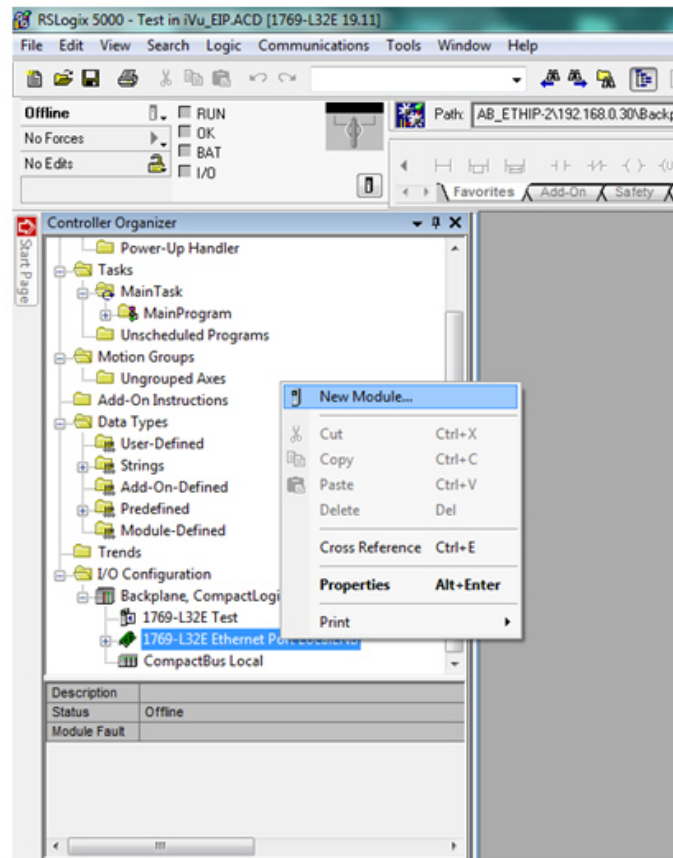 RSLogix 5000 - Test in iVu_EIP.ACD [1769-L32E 19.11]
File Edit View Search Logic Communications Tools Window Help
Offline
RUN
No Forces
OK
No Edits
BAT
I/O
Path: AB_ETHIP-2\192.168.0.30\Backp
Favorites Add-On Safety
Start Page
Controller Organizer
Power-Up Handler
Tasks
MainTask
MainProgram
Unscheduled Programs
Motion Groups
Ungrouped Axes
Add-On Instructions
Data Types
User-Defined
Strings
Add-On-Defined
Predefined
Module-Defined
Trends
I/O Configuration
Backplane, CompactLogi
1769-L32E Test
1769-L32E Ethernet Port LocalENB
CompactBus Local
New Module...
Cut Ctrl+X
Copy Ctrl+C
Paste Ctrl+V
Delete Del
Cross Reference Ctrl+E
Properties Alt+Enter
Print
Description
Status Offline
Module Fault